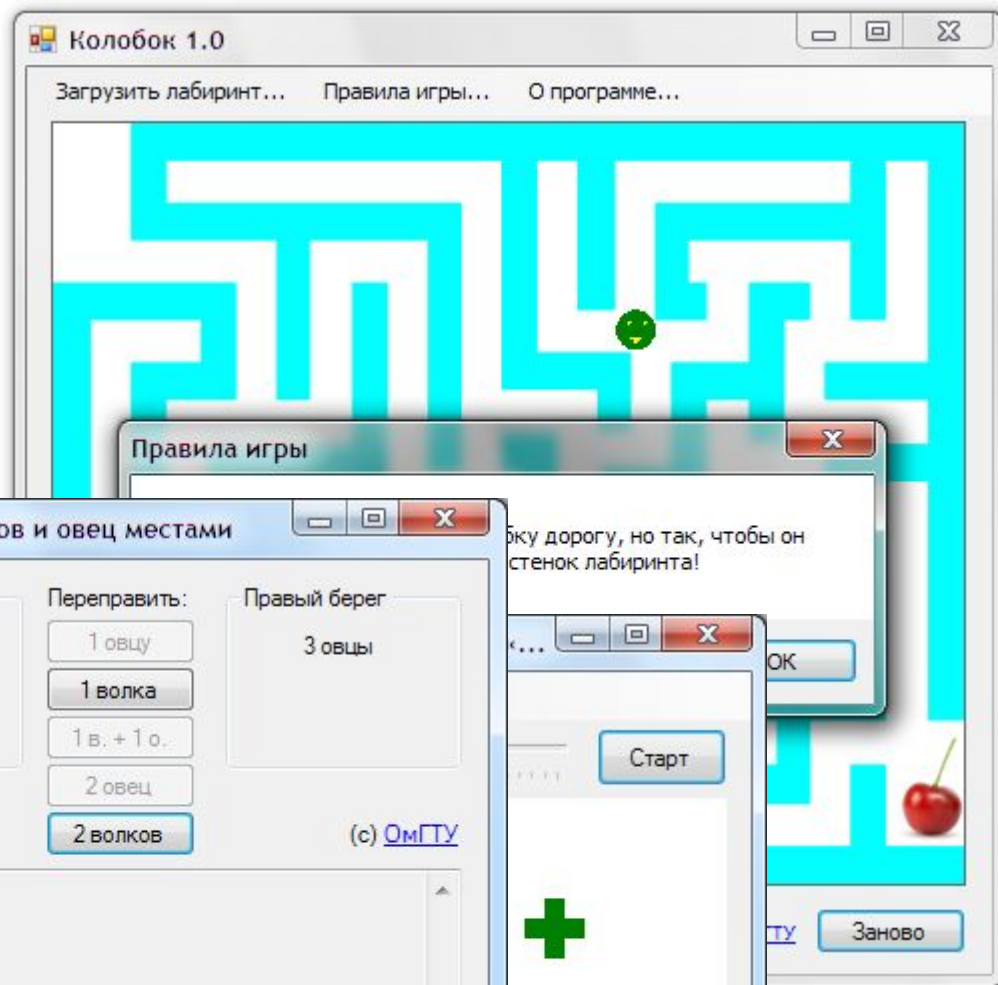 Колобок 1.0
Загрузить лабиринт... Правила игры... О программе...
Правила игры
дорогу, но так, чтобы он
стенок лабиринта!
ОК
и овец местами
Переправить:
1 овцу
1 волка
1 в. + 1 о.
2 овец
2 волков
Правый берег
3 овцы
(с) ОмГТУ
...
Старт
Заново